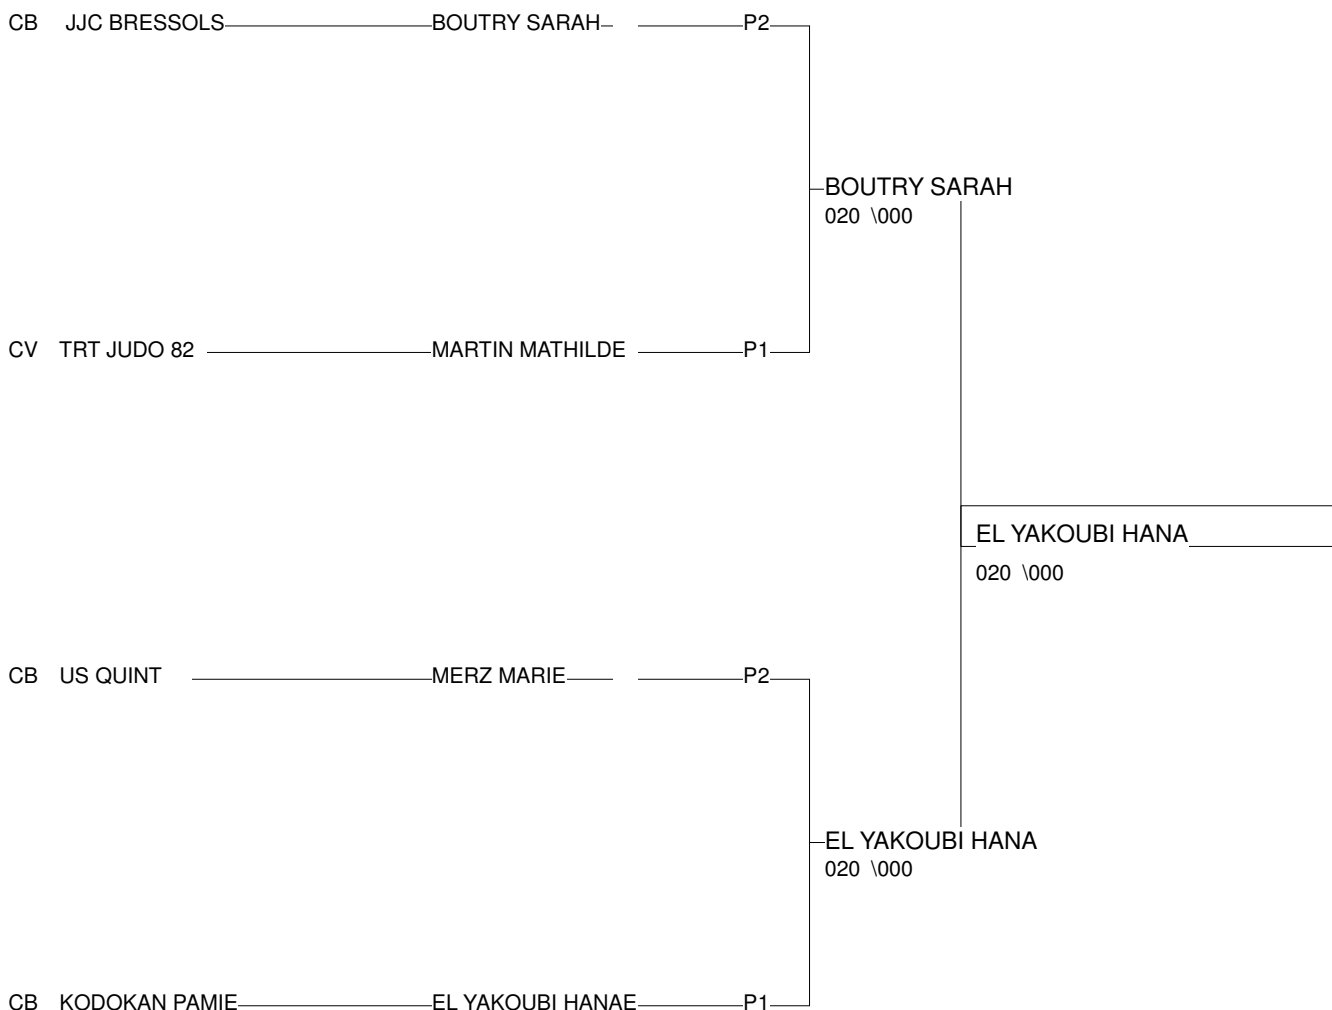 CB JJC BRESSOLS BOUTRY SARAH P2
BOUTRY SARAH
020 \000
CV TRT JUDO 82 MARTIN MATHILDE P1
EL YAKOUBI HANA
020 \000
CB US QUINT MERZ MARIE P2
EL YAKOUBI HANA
020 \000
CB KODOKAN PAMIE EL YAKOUBI HANAE P1